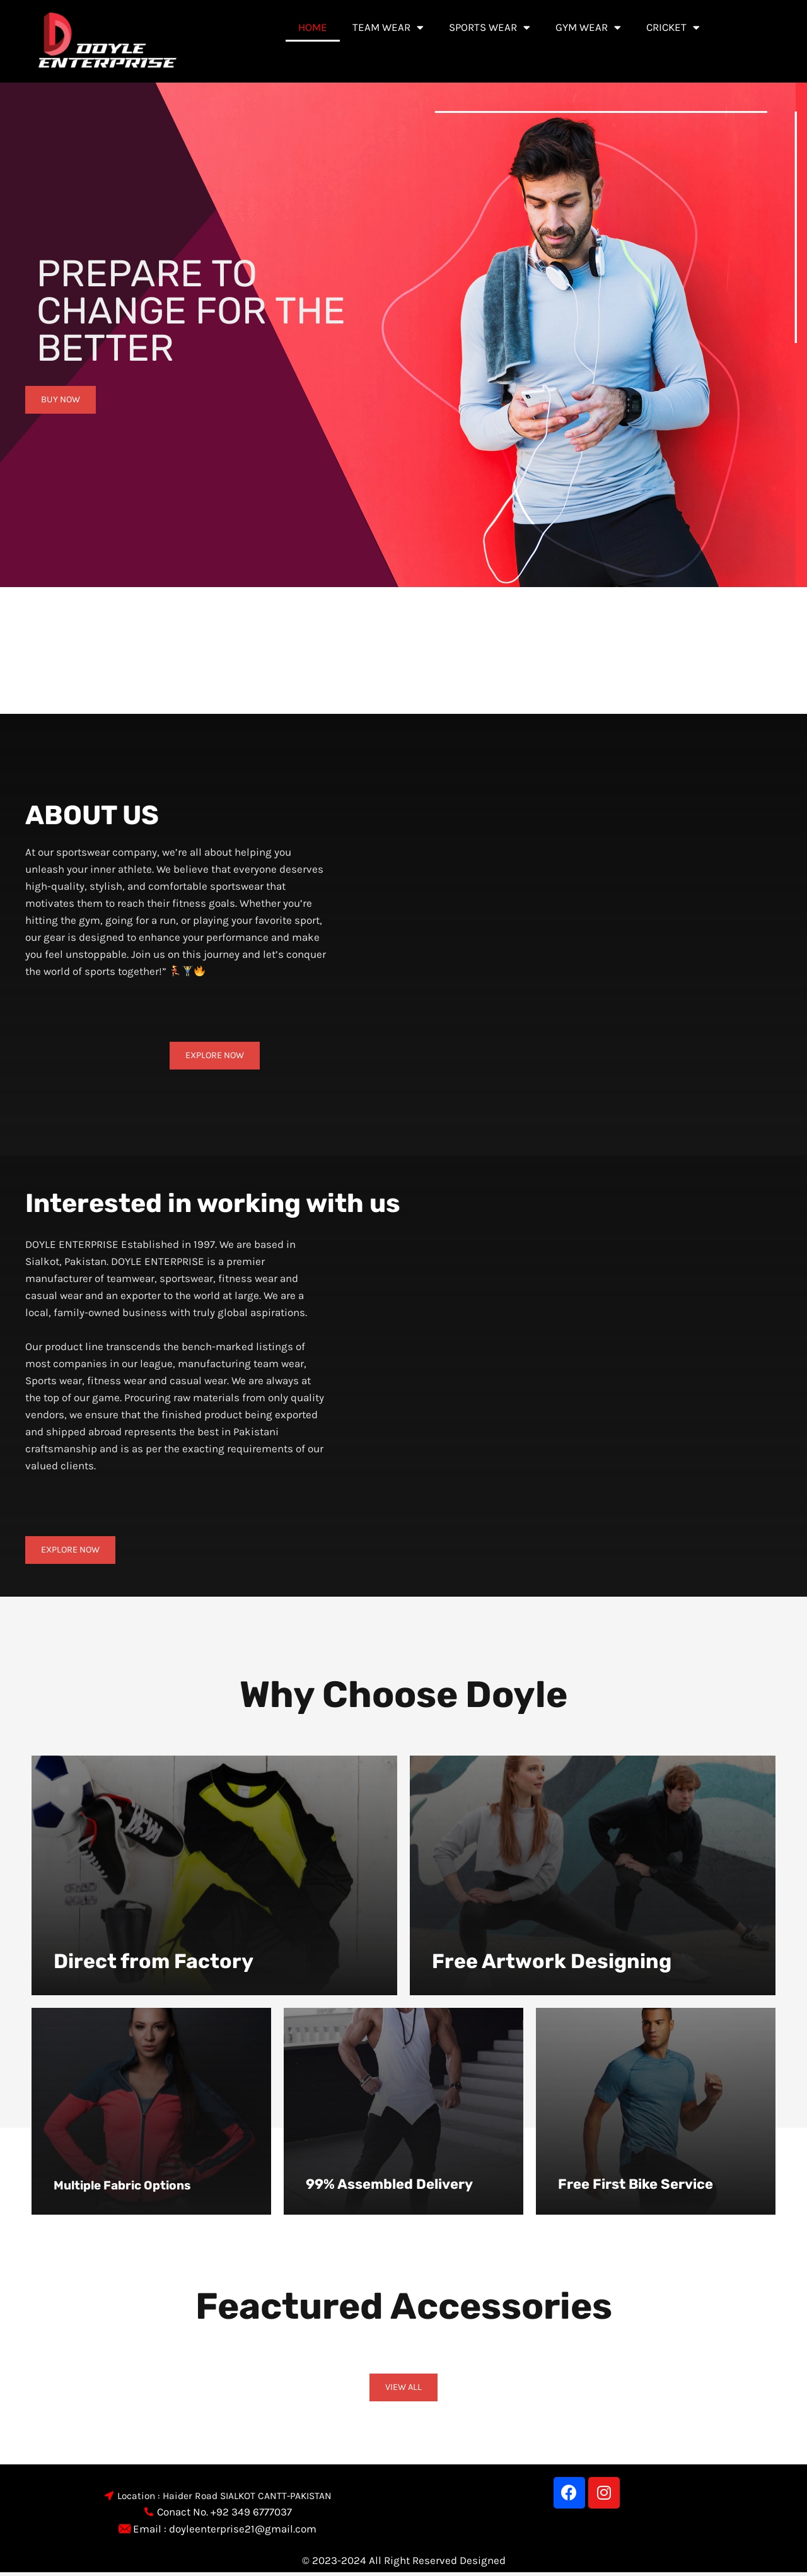 DOYLE
ENTERPRISE
HOME TEAM WEAR SPORTS WEAR GYM WEAR CRICKET
PREPARE TO
CHANGE FOR THE
BETTER
BUY NOW
ABOUT US
At our sportswear company, we’re all about helping you
unleash your inner athlete. We believe that everyone deserves
high-quality, stylish, and comfortable sportswear that
motivates them to reach their fitness goals. Whether you’re
hitting the gym, going for a run, or playing your favorite sport,
our gear is designed to enhance your performance and make
you feel unstoppable. Join us on this journey and let’s conquer
the world of sports together!” 🏃🏋️🔥
EXPLORE NOW
Interested in working with us
DOYLE ENTERPRISE Established in 1997. We are based in
Sialkot, Pakistan. DOYLE ENTERPRISE is a premier
manufacturer of teamwear, sportswear, fitness wear and
casual wear and an exporter to the world at large. We are a
local, family-owned business with truly global aspirations.
Our product line transcends the bench-marked listings of
most companies in our league, manufacturing team wear,
Sports wear, fitness wear and casual wear. We are always at
the top of our game. Procuring raw materials from only quality
vendors, we ensure that the finished product being exported
and shipped abroad represents the best in Pakistani
craftsmanship and is as per the exacting requirements of our
valued clients.
EXPLORE NOW
Why Choose Doyle
Direct from Factory
Free Artwork Designing
Multiple Fabric Options
99% Assembled Delivery
Free First Bike Service
Feactured Accessories
VIEW ALL
Location : Haider Road SIALKOT CANTT-PAKISTAN
Conact No. +92 349 6777037
Email : doyleenterprise21@gmail.com
© 2023-2024 All Right Reserved Designed